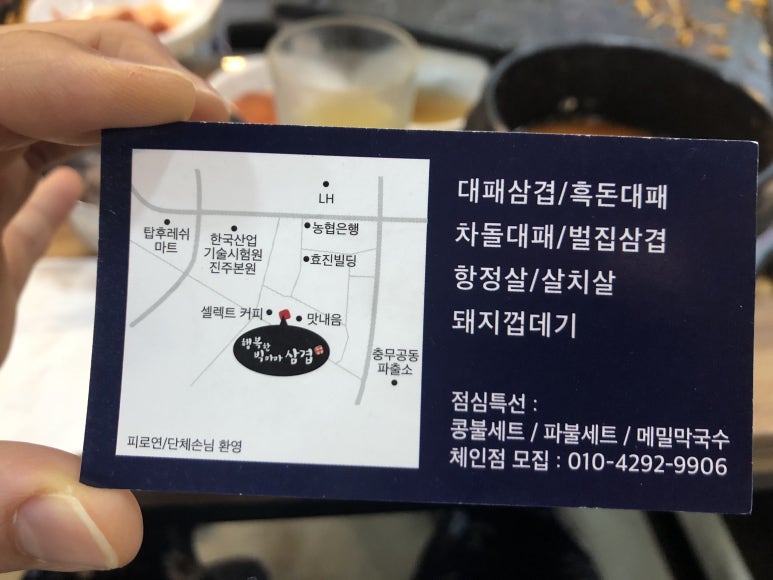 LH
탑후레쉬
마트
한국산업
기술시험원
진주본원
농협은행
효진빌딩
셀렉트 커피
맛내음
행복한
빅마마 삼겹
충무공동
파출소
피로연/단체손님 환영
대패삼겹/흑돈대패
차돌대패/벌집삼겹
항정살/살치살
돼지껍데기
점심특선 :
콩불세트 / 파불세트 / 메밀막국수
체인점 모집 : 010-4292-9906